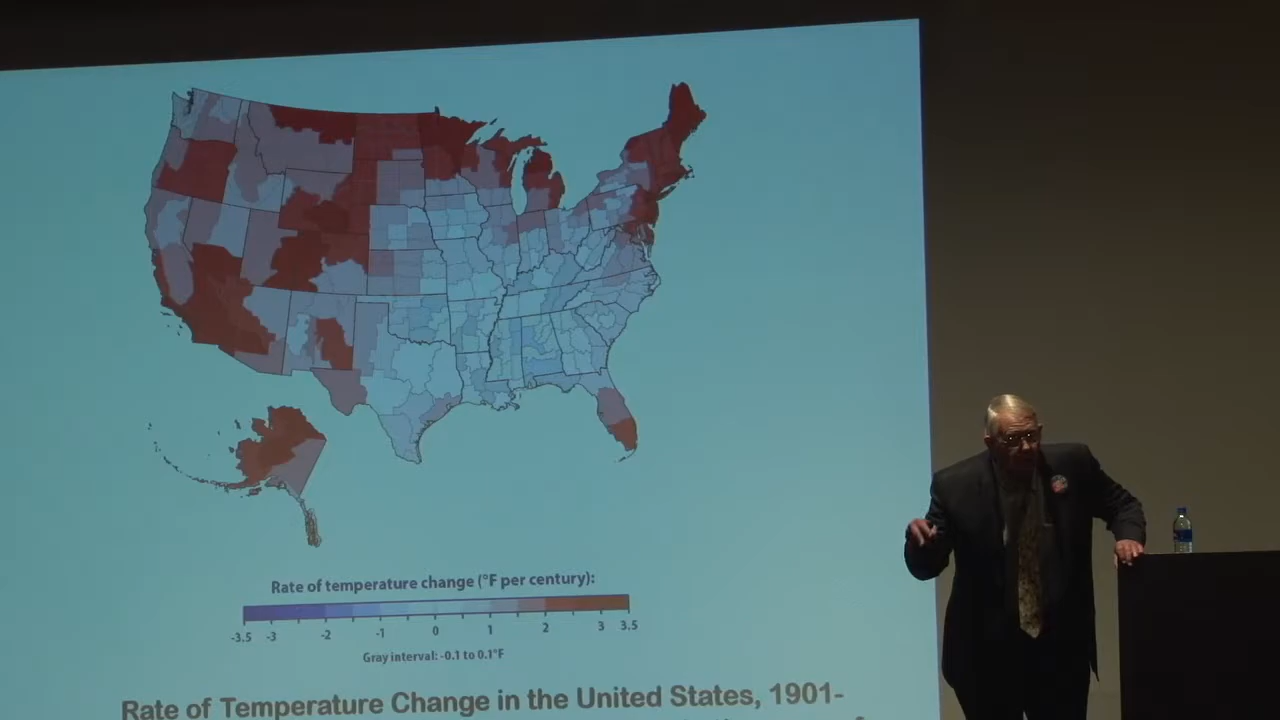 Rate of temperature change (°F per century):
-3.5 -3 -2 -1 0 1 2 3 3.5
Gray interval: -0.1 to 0.1°F
Rate of Temperature Change in the United States, 1901-